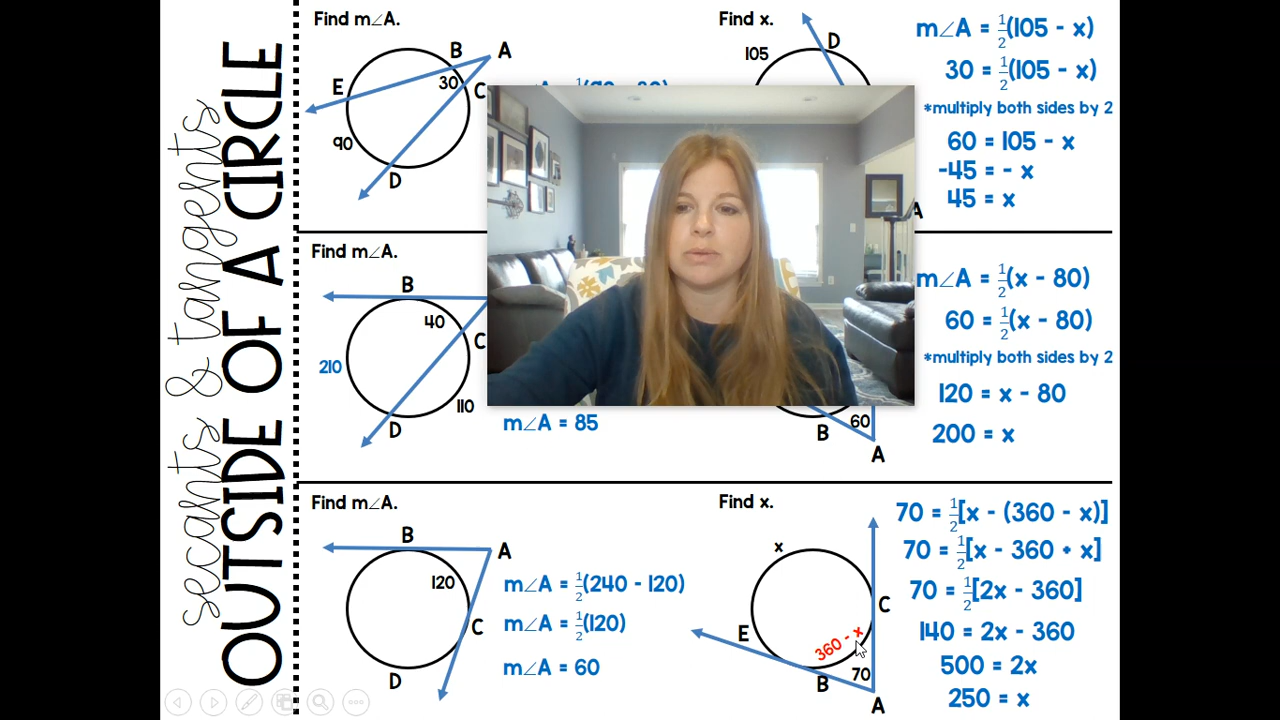 secants & tangents
OUTSIDE OF A CIRCLE
Find m∠A.
B
A
E
30
C
90
D
Find x.
105
D
A
m∠A = ½(105 - x)
30 = ½(105 - x)
*multiply both sides by 2
60 = 105 - x
-45 = - x
45 = x
Find m∠A.
B
40
C
210
110
D
m∠A = 85
60
B
A
m∠A = ½(x - 80)
60 = ½(x - 80)
*multiply both sides by 2
120 = x - 80
200 = x
Find m∠A.
B
A
120
C
D
m∠A = ½(240 - 120)
m∠A = ½(120)
m∠A = 60
Find x.
x
C
E
360 - x
70
B
A
70 = ½[x - (360 - x)]
70 = ½[x - 360 + x]
70 = ½[2x - 360]
140 = 2x - 360
500 = 2x
250 = x